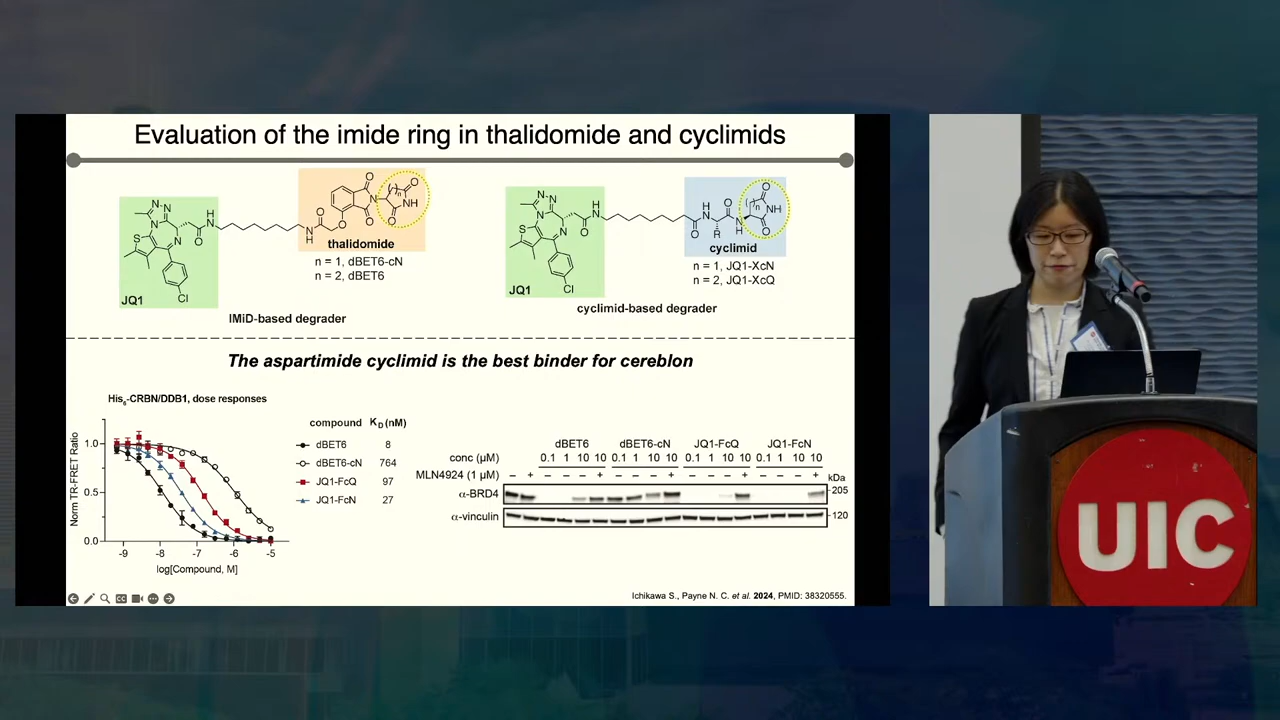 Evaluation of the imide ring in thalidomide and cyclimids
JQ1
thalidomide
n = 1, dBET6-cN
n = 2, dBET6
IMiD-based degrader
JQ1
cyclimid
n = 1, JQ1-XcN
n = 2, JQ1-XcQ
cyclimid-based degrader
The aspartimide cyclimid is the best binder for cereblon
His6-CRBN/DDB1, dose responses
Norm TR-FRET Ratio
1.0
0.5
0.0
-9 -8 -7 -6 -5
log[Compound, M]
compound KD (nM)
dBET6 8
dBET6-cN 764
JQ1-FcQ 97
JQ1-FcN 27
dBET6 dBET6-cN JQ1-FcQ JQ1-FcN
conc (μM) 0.1 1 10 10 0.1 1 10 10 0.1 1 10 10 0.1 1 10 10
MLN4924 (1 μM) – + + + + + kDa
α-BRD4 205
α-vinculin 120
Ichikawa S., Payne N. C. et al. 2024, PMID: 38320555.
UIC